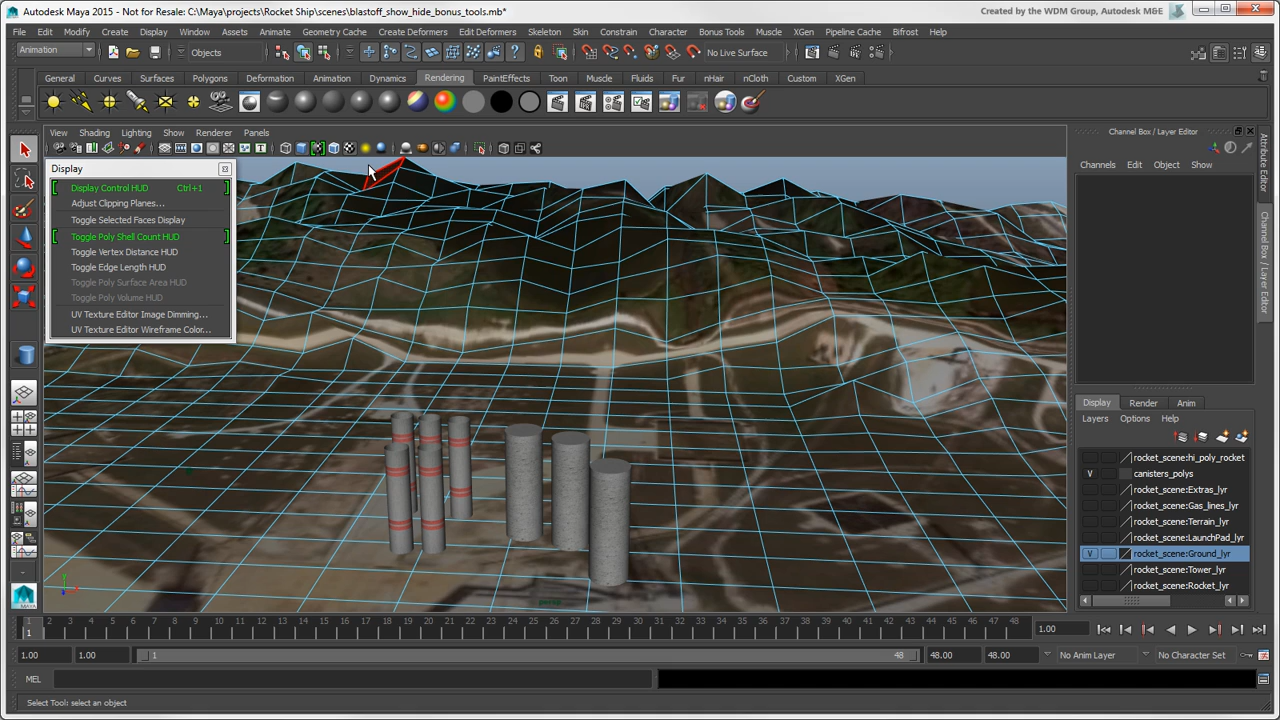 Autodesk Maya 2015 - Not for Resale: C:\Maya\projects\Rocket Ship\scenes\blastoff_show_hide_bonus_tools.mb* Created by the WDM Group, Autodesk M&E
File Edit Modify Create Display Window Assets Animate Geometry Cache Create Deformers Edit Deformers Skeleton Skin Constrain Character Bonus Tools Muscle XGen Pipeline Cache Bifrost Help
Animation Objects No Live Surface
General Curves Surfaces Polygons Deformation Animation Dynamics Rendering PaintEffects Toon Muscle Fluids Fur nHair nCloth Custom XGen
View Shading Lighting Show Renderer Panels
Channel Box / Layer Editor
Channels Edit Object Show
Attribute Editor
Channel Box / Layer Editor
Display
Display Control HUD Ctrl+1
Adjust Clipping Planes...
Toggle Selected Faces Display
Toggle Poly Shell Count HUD
Toggle Vertex Distance HUD
Toggle Edge Length HUD
Toggle Poly Surface Area HUD
Toggle Poly Volume HUD
UV Texture Editor Image Dimming...
UV Texture Editor Wireframe Color...
Display Render Anim
Layers Options Help
rocket_scene:hi_poly_rocket
V canisters_polys
rocket_scene:Extras_lyr
rocket_scene:Gas_lines_lyr
rocket_scene:Terrain_lyr
rocket_scene:LaunchPad_lyr
V rocket_scene:Ground_lyr
rocket_scene:Tower_lyr
rocket_scene:Rocket_lyr
persp
MAYA
1 2 3 4 5 6 7 8 9 10 11 12 13 14 15 16 17 18 19 20 21 22 23 24 25 26 27 28 29 30 31 32 33 34 35 36 37 38 39 40 41 42 43 44 45 46 47 48
1 1.00
1.00 1.00 1 48 48.00 48.00 No Anim Layer No Character Set
MEL
Select Tool: select an object